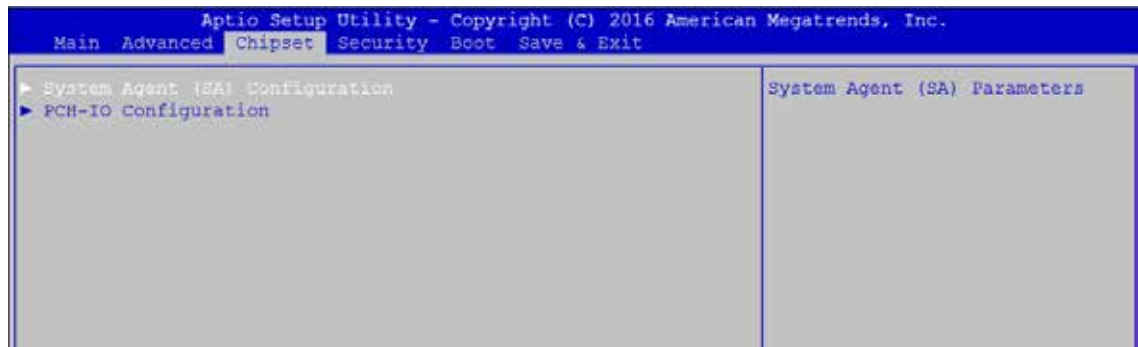 Aptio Setup Utility - Copyright (C) 2016 American Megatrends, Inc.
Main Advanced Chipset Security Boot Save & Exit
► System Agent (SA) Configuration
► PCH-IO Configuration
System Agent (SA) Parameters